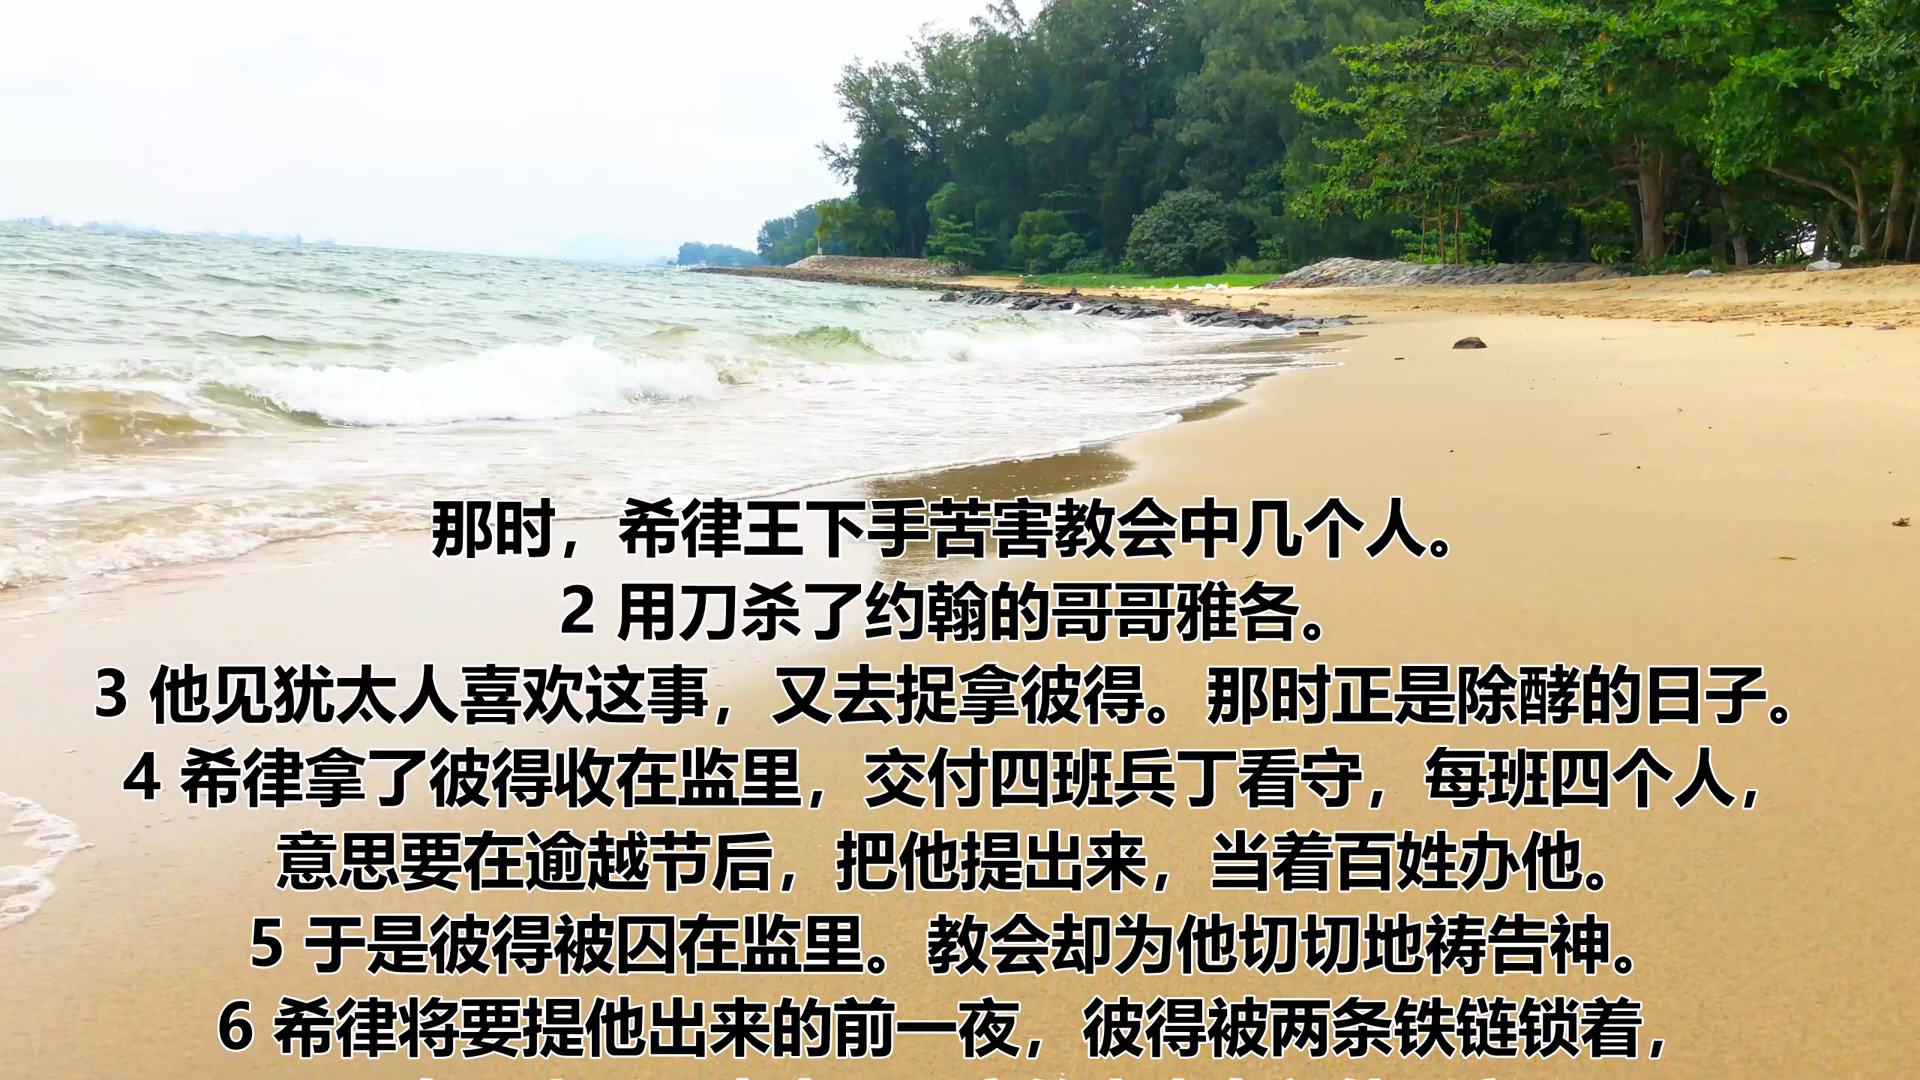 那时，希律王下手苦害教会中几个人。
2 用刀杀了约翰的哥哥雅各。
3 他见犹太人喜欢这事，又去捉拿彼得。那时正是除酵的日子。
4 希律拿了彼得收在监里，交付四班兵丁看守，每班四个人，
意思要在逾越节后，把他提出来，当着百姓办他。
5 于是彼得被囚在监里。教会却为他切切地祷告神。
6 希律将要提他出来的前一夜，彼得被两条铁链锁着，